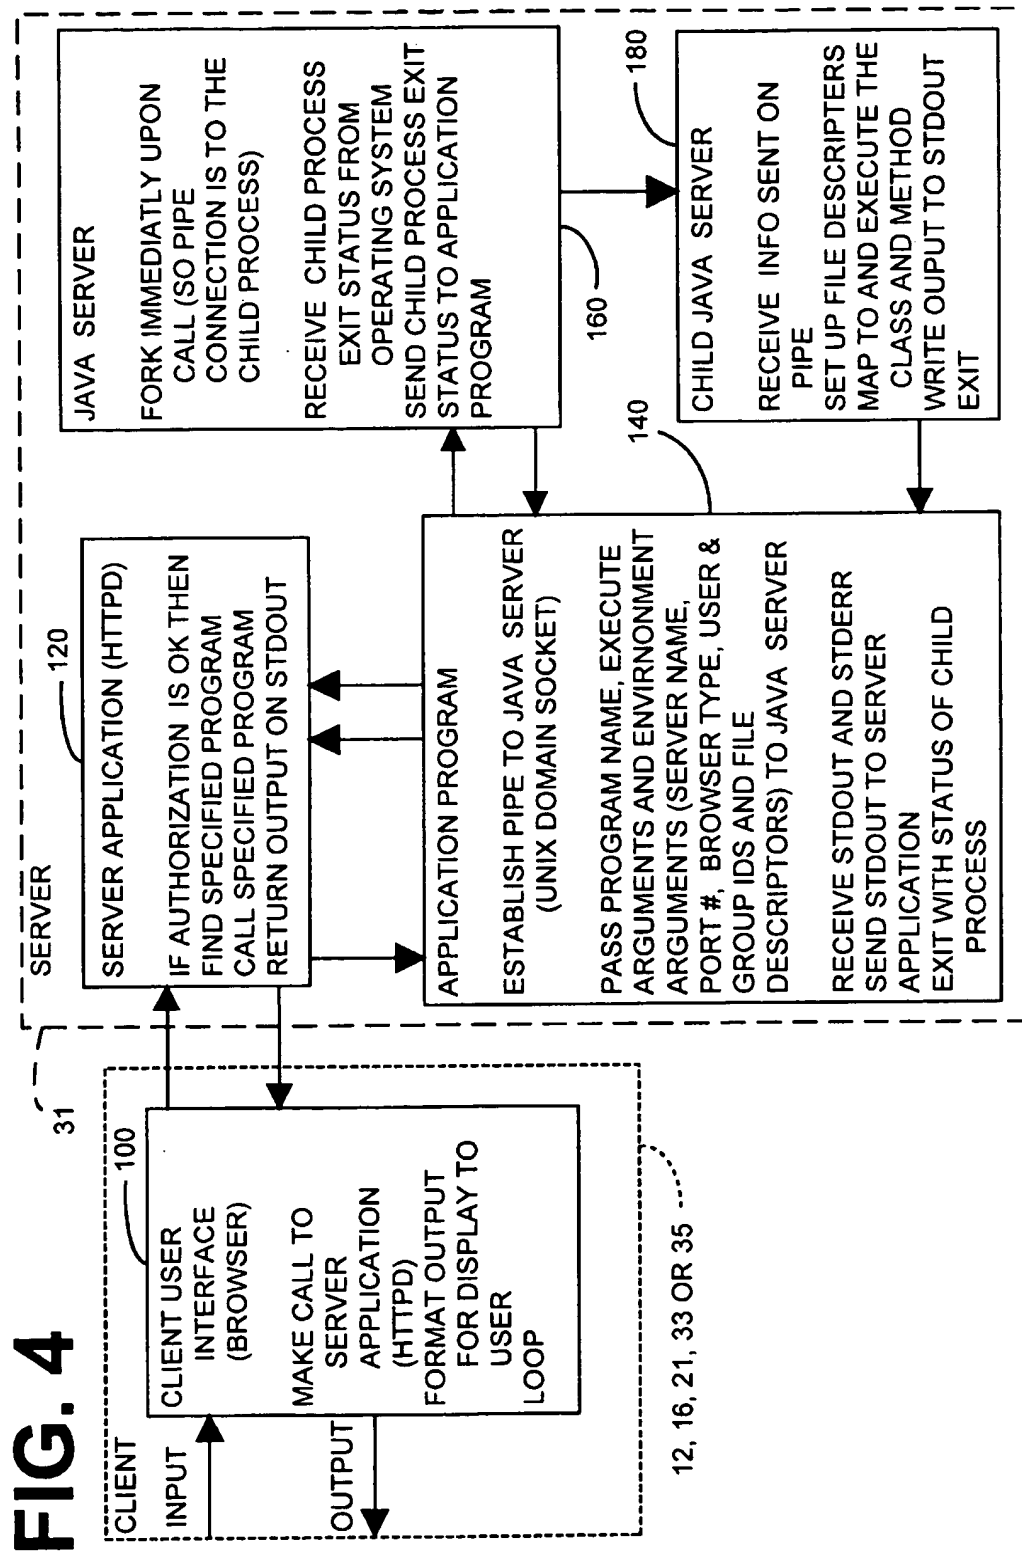 FIG. 4
CLIENT
INPUT
OUTPUT
100
CLIENT USER
INTERFACE
(BROWSER)
MAKE CALL TO
SERVER
APPLICATION
(HTTPD)
FORMAT OUTPUT
FOR DISPLAY TO
USER
LOOP
12, 16, 21, 33 OR 35
31
SERVER
120
SERVER APPLICATION (HTTPD)
IF AUTHORIZATION IS OK THEN
FIND SPECIFIED PROGRAM
CALL SPECIFIED PROGRAM
RETURN OUTPUT ON STDOUT
APPLICATION PROGRAM
ESTABLISH PIPE TO JAVA SERVER
(UNIX DOMAIN SOCKET)
PASS PROGRAM NAME, EXECUTE
ARGUMENTS AND ENVIRNONMENT
ARGUMENTS (SERVER NAME,
PORT #, BROWSER TYPE, USER &
GROUP IDS AND FILE
DESCRIPTORS) TO JAVA SERVER
RECEIVE STDOUT AND STDERR
SEND STDOUT TO SERVER
APPLICATION
EXIT WITH STATUS OF CHILD
PROCESS
140
JAVA SERVER
FORK IMMEDIATLY UPON
CALL (SO PIPE
CONNECTION IS TO THE
CHILD PROCESS)
RECEIVE CHILD PROCESS
EXIT STATUS FROM
OPERATING SYSTEM
SEND CHILD PROCESS EXIT
STATUS TO APPLICATION
PROGRAM
160
180
CHILD JAVA SERVER
RECEIVE INFO SENT ON
PIPE
SET UP FILE DESCRIPTERS
MAP TO AND EXECUTE THE
CLASS AND METHOD
WRITE OUPUT TO STDOUT
EXIT